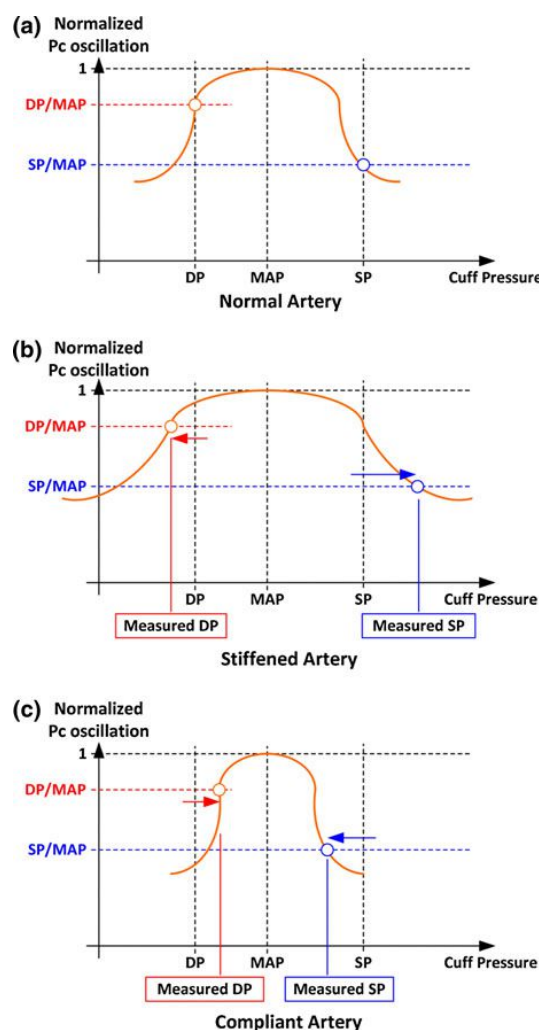 (a)
Normalized
Pc oscillation
1
DP/MAP
SP/MAP
DP MAP SP Cuff Pressure
Normal Artery
(b)
Normalized
Pc oscillation
1
DP/MAP
SP/MAP
DP MAP SP Cuff Pressure
Measured DP Measured SP
Stiffened Artery
(c)
Normalized
Pc oscillation
1
DP/MAP
SP/MAP
DP MAP SP Cuff Pressure
Measured DP Measured SP
Compliant Artery